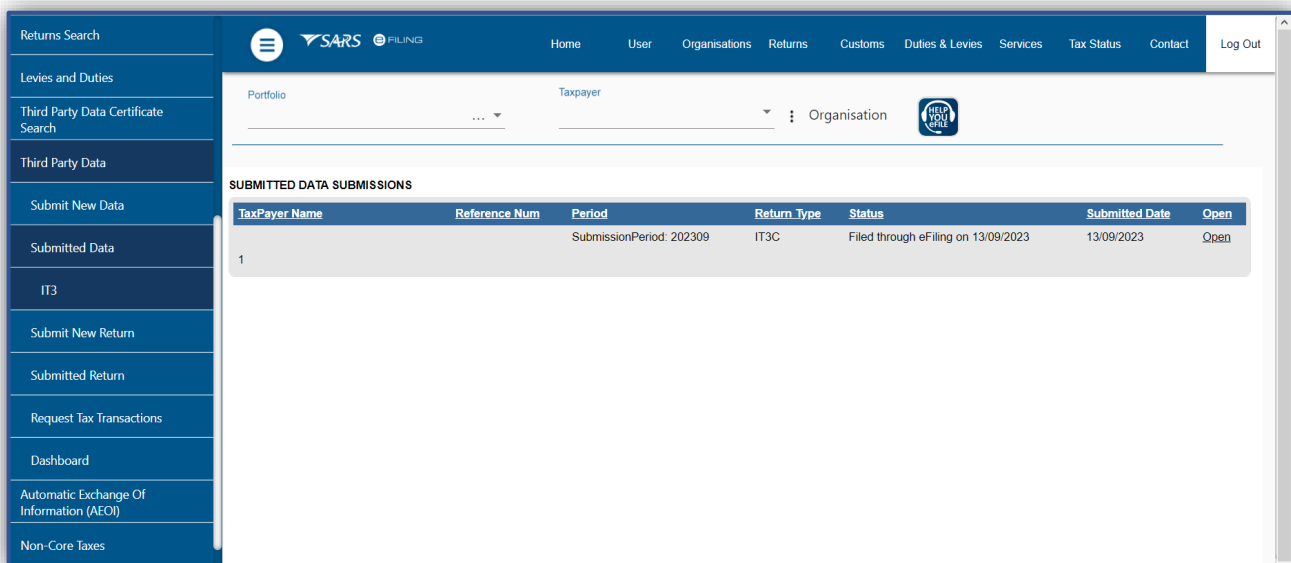 Returns Search
Levies and Duties
Third Party Data Certificate
Search
Third Party Data
Submit New Data
Submitted Data
IT3
Submit New Return
Submitted Return
Request Tax Transactions
Dashboard
Automatic Exchange Of
Information (AEOI)
Non-Core Taxes
SARS e FILING
Home User Organisations Returns Customs Duties & Levies Services Tax Status Contact Log Out
Portfolio Taxpayer
... Organisation HELP
YOU
eFILE
SUBMITTED DATA SUBMISSIONS
TaxPayer Name Reference Num Period Return Type Status Submitted Date Open
SubmissionPeriod: 202309 IT3C Filed through eFiling on 13/09/2023 13/09/2023 Open
1